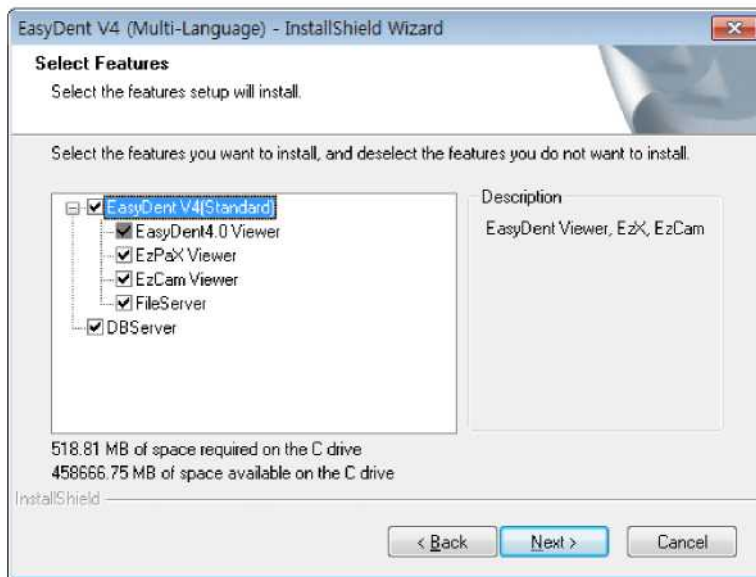 EasyDent V4 (Multi-Language) - InstallShield Wizard
Select Features
Select the features setup will install.
Select the features you want to install, and deselect the features you do not want to install.
EasyDent V4(Standard)
EasyDent4.0 Viewer
EzPaX Viewer
EzCam Viewer
FileServer
DBServer
Description
EasyDent Viewer, EzX, EzCam
518.81 MB of space required on the C drive
458666.75 MB of space available on the C drive
InstallShield
< Back
Next >
Cancel